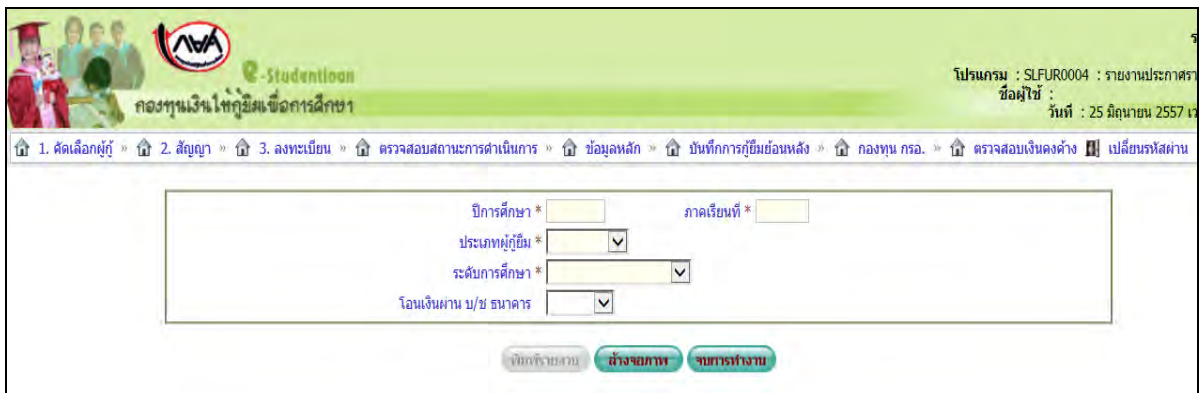 กยศ
e-Studentloan
กองทุนเงินให้กู้ยืมเพื่อการศึกษา
โปรแกรม : SLFUR0004 : รายงานประกาศรา
ชื่อผู้ใช้ :
วันที่ : 25 มิถุนายน 2557 เว
1. คัดเลือกผู้กู้ » 2. สัญญา » 3. ลงทะเบียน » ตรวจสอบสถานะการดำเนินการ » ข้อมูลหลัก » บันทึกการกู้ยืมย้อนหลัง » กองทุน กรอ. » ตรวจสอบเงินคงค้าง เปลี่ยนรหัสผ่าน
ปีการศึกษา * ภาคเรียนที่ *
ประเภทผู้กู้ยืม *
ระดับการศึกษา *
โอนเงินผ่าน บ/ช ธนาคาร
พิมพ์รายงาน ล้างจอภาพ จบการทำงาน